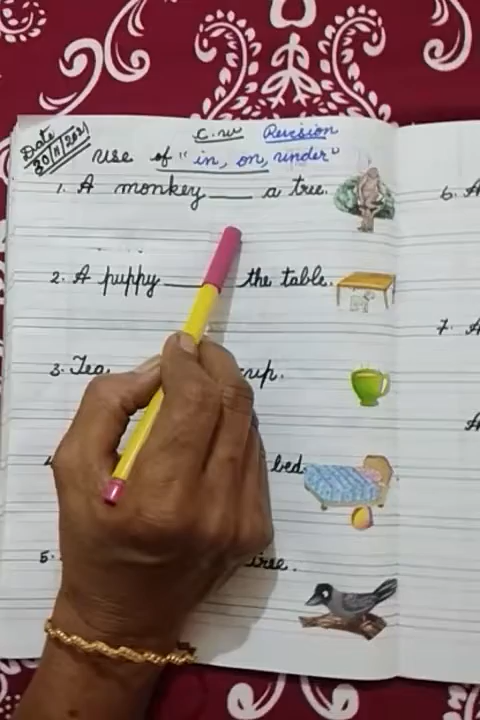 Date
30/11/2021
C.W Revision
use of "in, on, under"
1. A monkey ___ a tree.
2. A puppy ___ the table.
3. Tea cup.
bed.
5. tree.
6. A
7. A